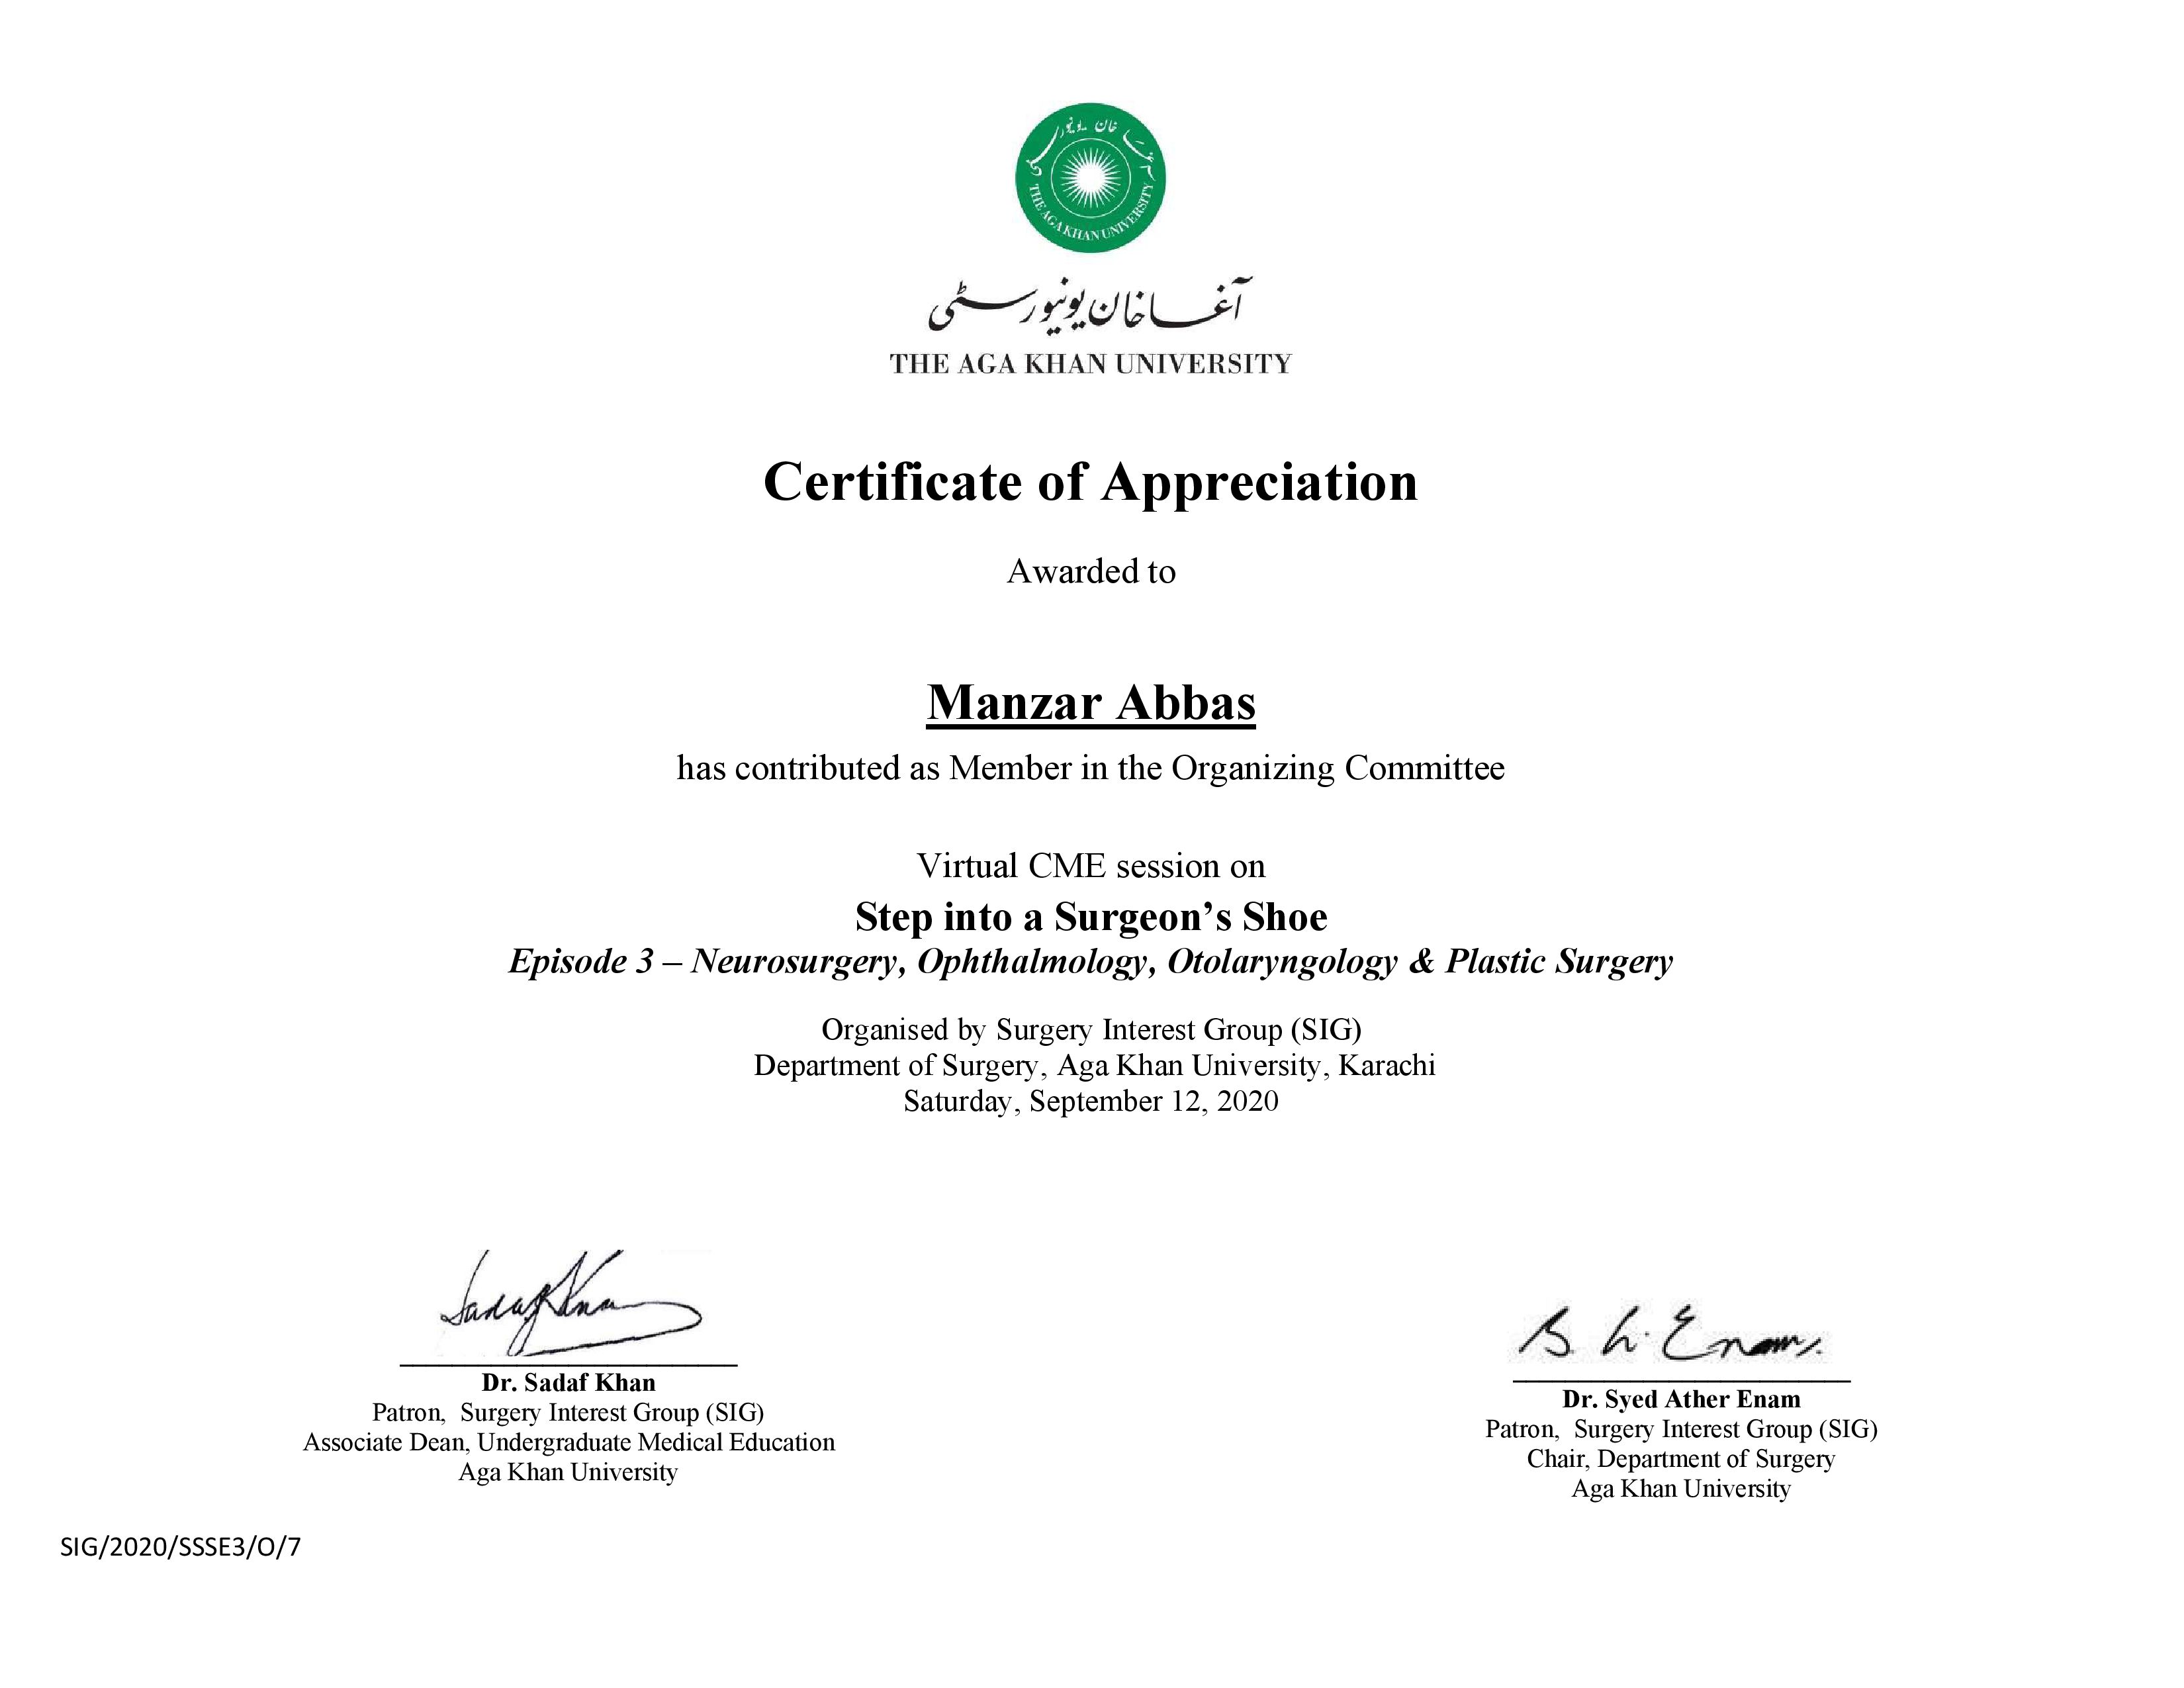 آغا خان یونیورسٹی
THE AGA KHAN UNIVERSITY
آغا خان یونیورسٹی
THE AGA KHAN UNIVERSITY
Certificate of Appreciation
Awarded to
Manzar Abbas
has contributed as Member in the Organizing Committee
Virtual CME session on
Step into a Surgeon’s Shoe
Episode 3 – Neurosurgery, Ophthalmology, Otolaryngology & Plastic Surgery
Organised by Surgery Interest Group (SIG)
Department of Surgery, Aga Khan University, Karachi
Saturday, September 12, 2020
Sadaf Khan
S. A. Enam
Dr. Sadaf Khan
Patron, Surgery Interest Group (SIG)
Associate Dean, Undergraduate Medical Education
Aga Khan University
Dr. Syed Ather Enam
Patron, Surgery Interest Group (SIG)
Chair, Department of Surgery
Aga Khan University
SIG/2020/SSSE3/O/7